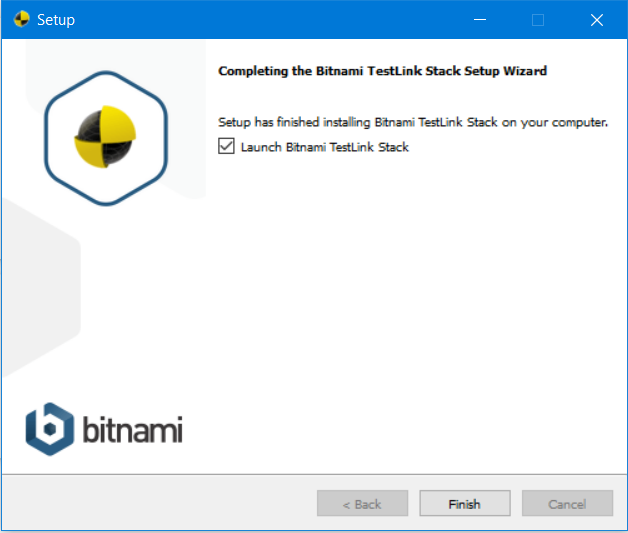 Setup
Completing the Bitnami TestLink Stack Setup Wizard
Setup has finished installing Bitnami TestLink Stack on your computer.
Launch Bitnami TestLink Stack
bitnami
< Back
Finish
Cancel